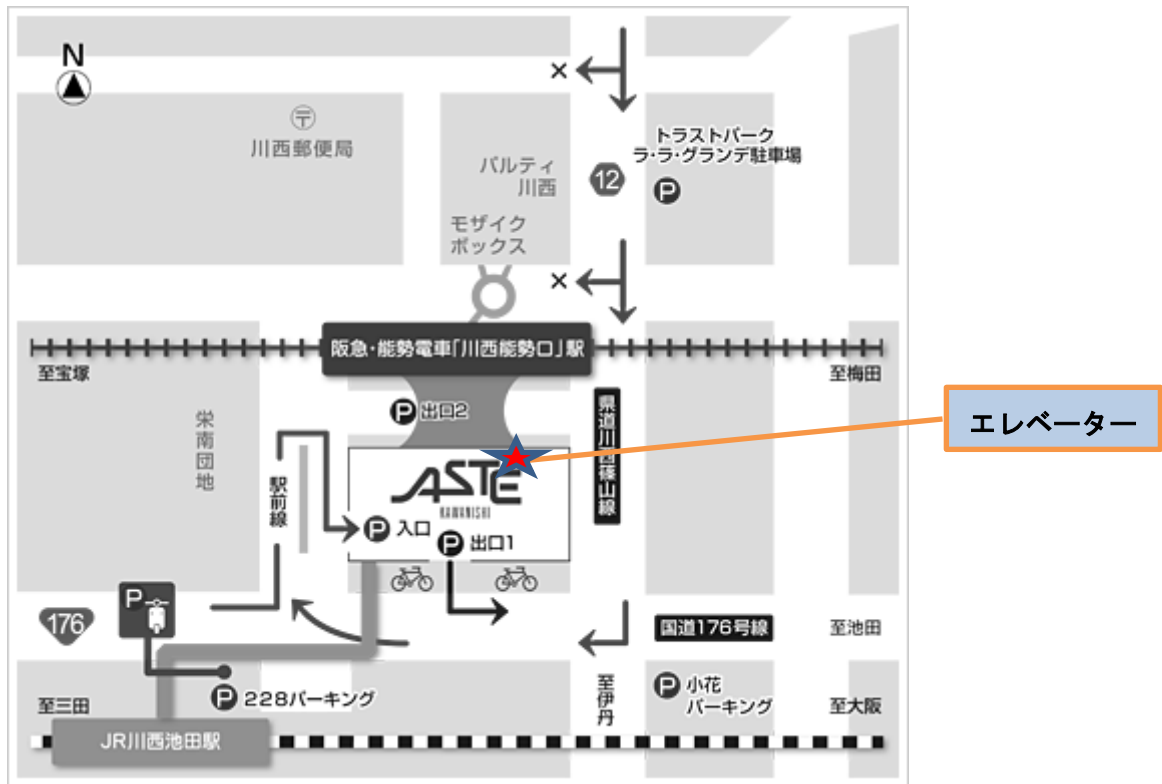 N
川西郵便局
パルティ
川西
モザイク
ボックス
×
12
トラストパーク
ラ・ラ・グランデ駐車場
P
×
阪急・能勢電車「川西能勢口」駅
至宝塚
至梅田
P 出口2
県道川西篠山線
エレベーター
栄南団地
駅前線
ASTE
KAWANISHI
P 入口
P 出口1
P
176
国道176号線
至池田
至三田
P 228パーキング
至伊丹
P 小花
パーキング
至大阪
JR川西池田駅